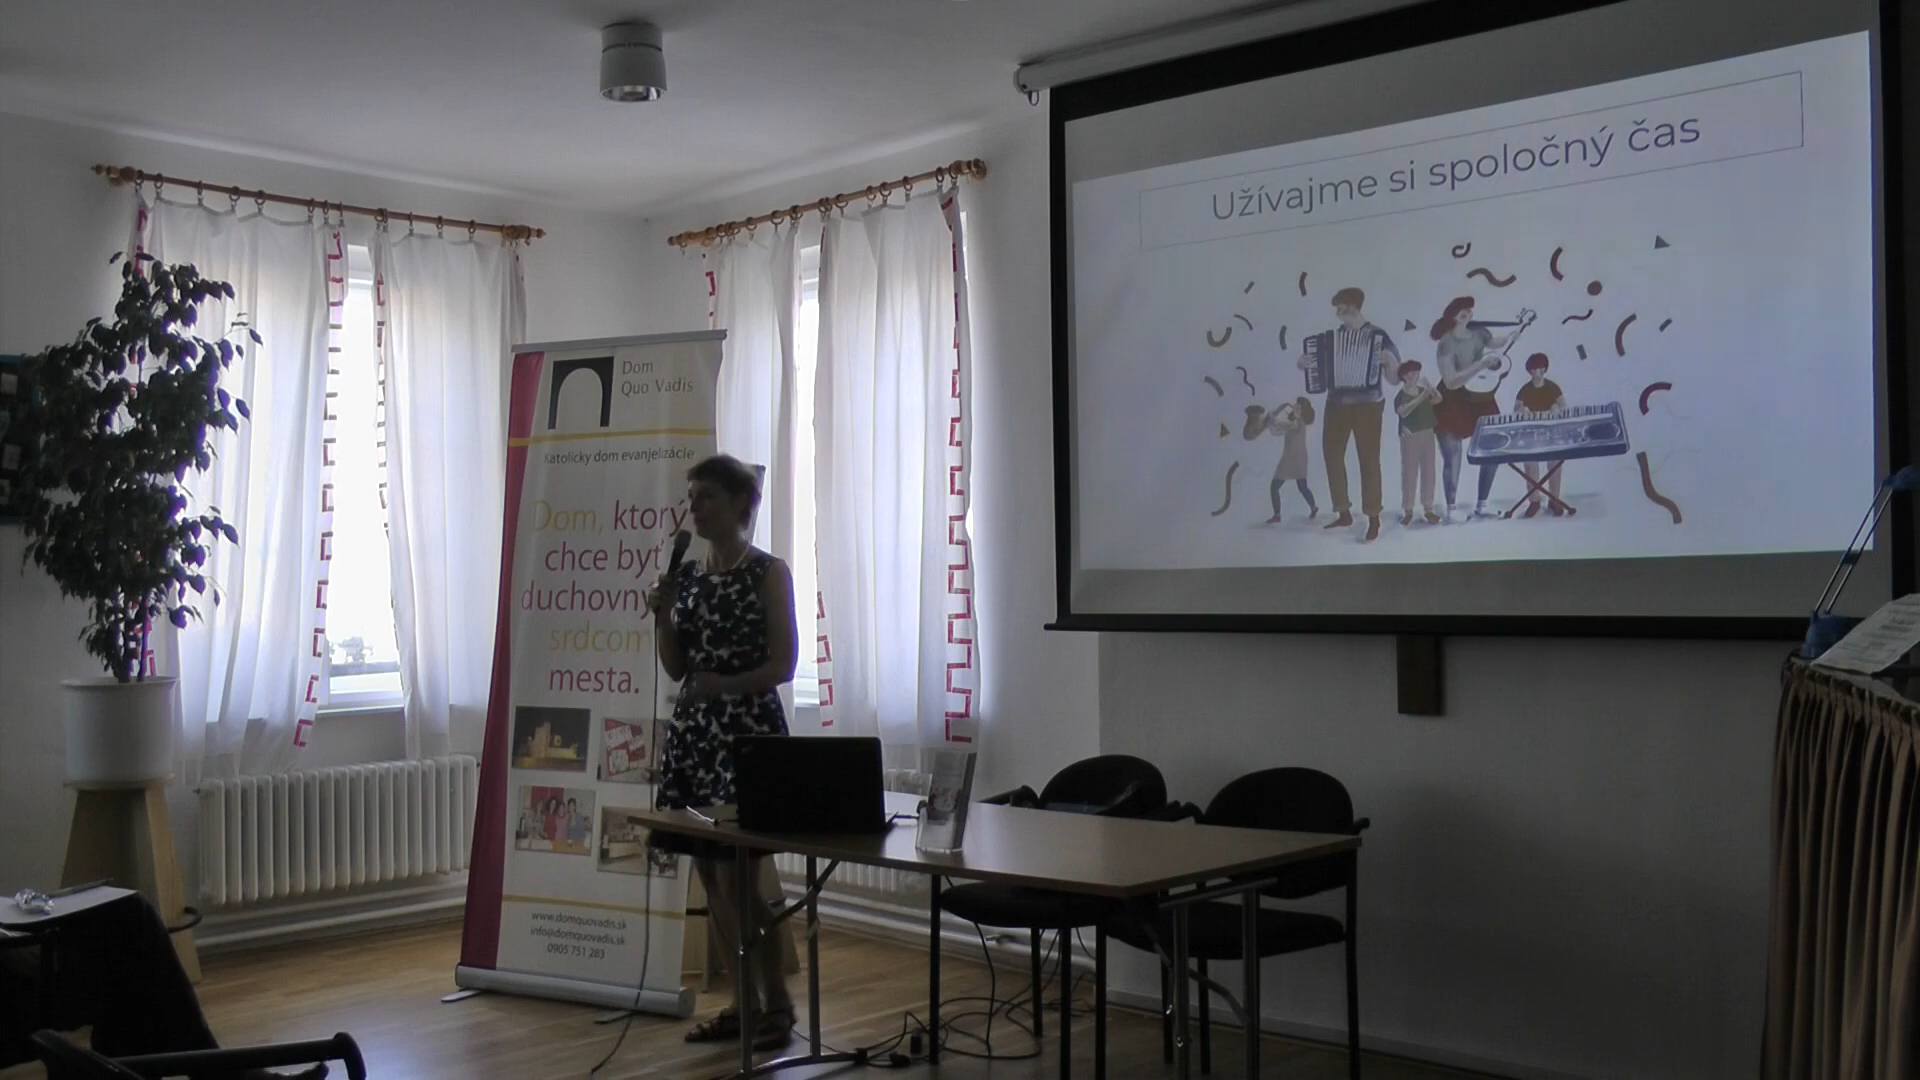 Užívajme si spoločný čas
Dom
Quo Vadis
Katolícky dom evanjelizácie
Dom, ktorý
chce byť
duchovný
srdcom
mesta.
www.domquovadis.sk
info@domquovadis.sk
0905 751 283